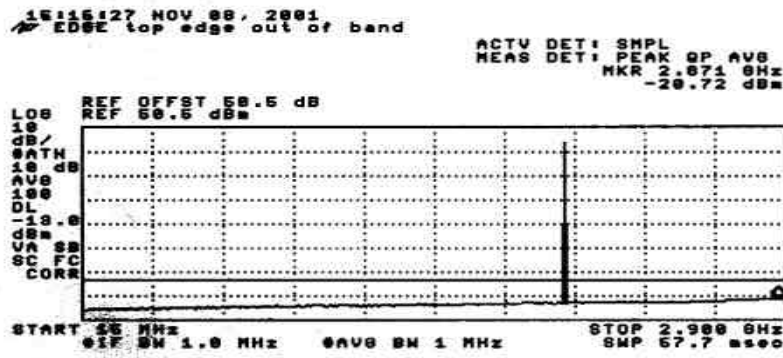 15:15:27 NOV 08, 2001
EDGE top edge out of band
ACTV DET: SMPL
MEAS DET: PEAK QP AVG
MKR 2.871 GHz
-20.72 dBm
REF OFFSET 50.5 dB
LOG REF 50.5 dBm
10
dB/
#ATN
10 dB
AVG
100
DL
-13.0
dBm
VA SB
SC FC
CORR
START 15 MHz STOP 2.900 GHz
#IF BW 1.0 MHz #AVG BW 1 MHz SWP 57.7 msec